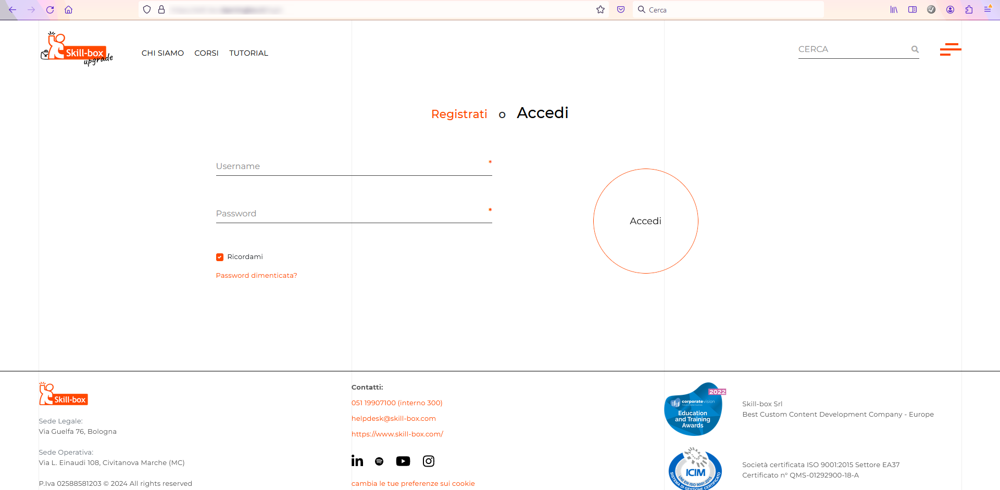 Cerca
Skill-box
upgrade
CHI SIAMO CORSI TUTORIAL
CERCA
Registrati o Accedi
Username *
Password *
Accedi
Ricordami
Password dimenticata?
Skill-box
Sede Legale:
Via Guelfa 76, Bologna
Sede Operativa:
Via L. Einaudi 108, Civitanova Marche (MC)
P.Iva 02588581203 © 2024 All rights reserved
Contatti:
051 19907100 (interno 300)
helpdesk@skill-box.com
https://www.skill-box.com/
in
cambia le tue preferenze sui cookie
2022
corporatevision
Education
and Training
Awards
Skill-box Srl
Best Custom Content Development Company - Europe
ICIM
UNI EN ISO 9001:2015
SISTEMA DI GESTIONE CERTIFICATO
Società certificata ISO 9001:2015 Settore EA37
Certificato n° QMS-01292900-18-A